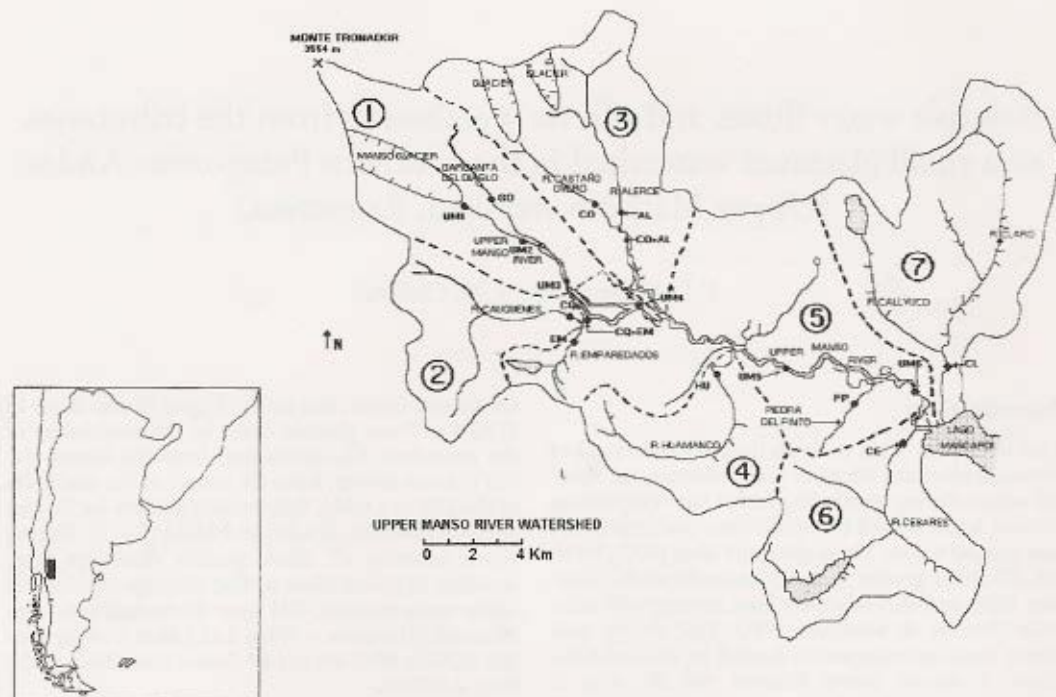 MONTE TRONADOR
3554 m
GLACIER
GLACIER
1
3
MANSO GLACIER
GARGANTA
DEL DIABLO
R. CASTAÑO
OVERO
R. ALERCE
GD
CO
AL
UM1
CO+AL
R. CLARO
UPPER
MANSO
RIVER
UM2
7
UM3
UM4
R. CALLVUCO
R. CAUQUENES
5
N
CQ+EM
EM
UPPER MANSO
RIVER
R. EMPAREDADOS
UM5
CL
2
HU
PP
PIEDRA
DEL PINTO
LAGO
MASCARDI
CE
R. HUAMANCO
4
UPPER MANSO RIVER WATERSHED
0 2 4 Km
6
R. CESARES